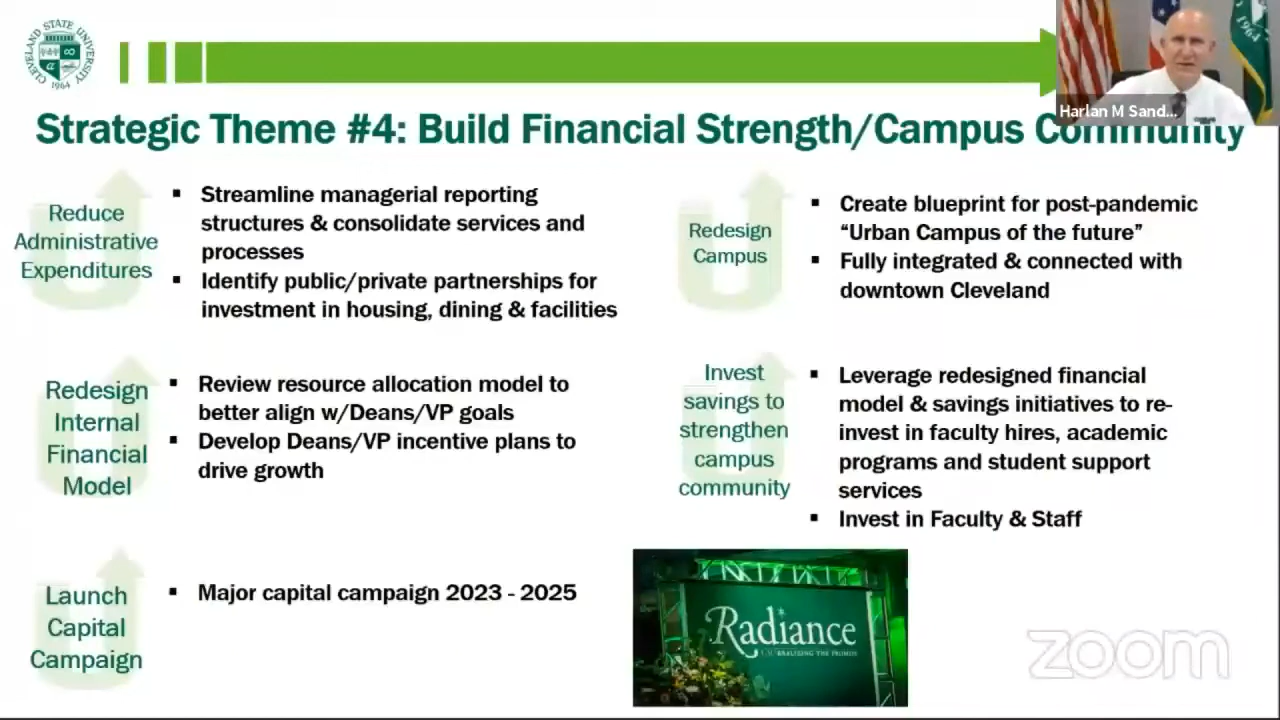 CLEVELAND STATE UNIVERSITY
1964
1964
Harlan M Sand...
Strategic Theme #4: Build Financial Strength/Campus Community
Reduce
Administrative
Expenditures
▪ Streamline managerial reporting
structures & consolidate services and
processes
▪ Identify public/private partnerships for
investment in housing, dining & facilities
Redesign
Internal
Financial
Model
▪ Review resource allocation model to
better align w/Deans/VP goals
▪ Develop Deans/VP incentive plans to
drive growth
Launch
Capital
Campaign
▪ Major capital campaign 2023 - 2025
Redesign
Campus
▪ Create blueprint for post-pandemic
“Urban Campus of the future”
▪ Fully integrated & connected with
downtown Cleveland
Invest
savings to
strengthen
campus
community
▪ Leverage redesigned financial
model & savings initiatives to re-
invest in faculty hires, academic
programs and student support
services
▪ Invest in Faculty & Staff
Radiance
REALIZING THE PROMISE
zoom